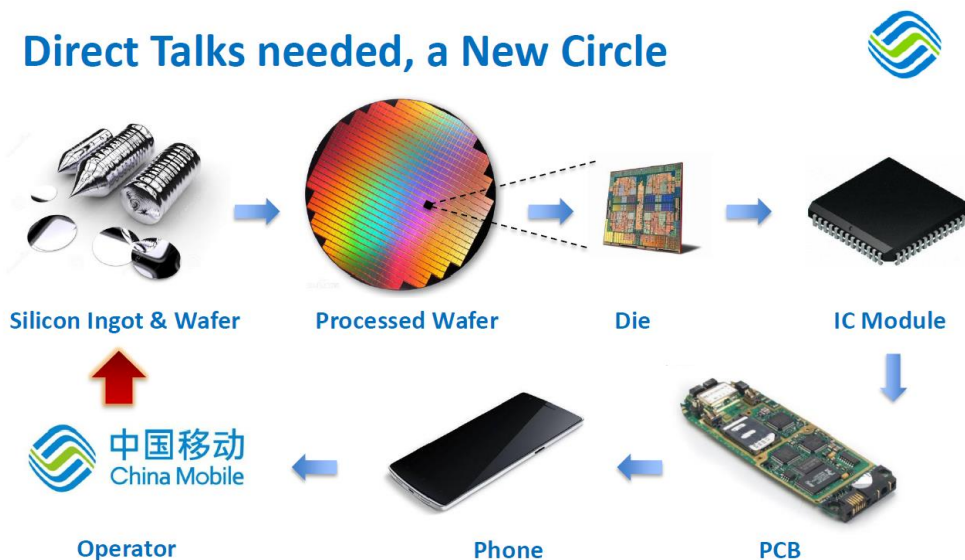 Direct Talks needed, a New Circle
Silicon Ingot & Wafer
Processed Wafer
Die
IC Module
中国移动
China Mobile
Operator
Phone
PCB